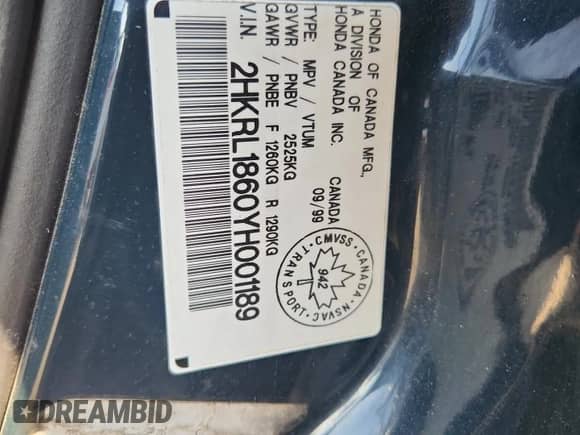 HONDA OF CANADA MFG.,
A DIVISION OF
HONDA CANADA INC. CANADA
TYPE: MPV / VTUM 09/99
GVWR / PNBV 2525KG
GAWR / PNBE F 1260KG R 1290KG
V.I.N. 2HKRL1860YH001189
CMVSS · CANADA · NSVAC · TRANSPORT ·
942
DREAMBID